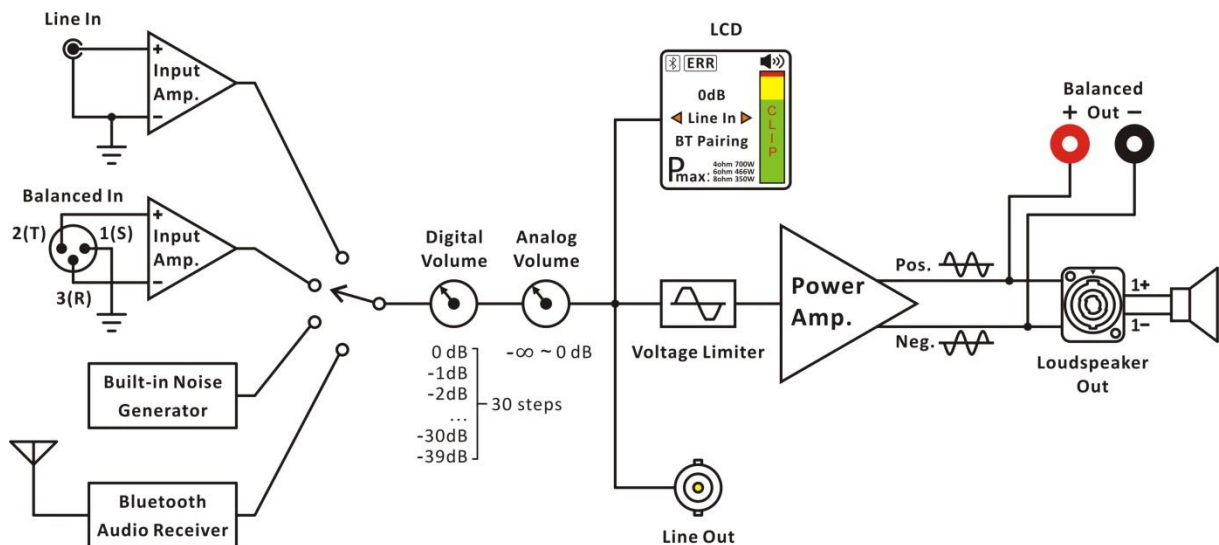 Line In
+
Input
Amp.
−
Balanced In
2(T)
1(S)
3(R)
+
Input
Amp.
−
Built-in Noise
Generator
Bluetooth
Audio Receiver
Digital
Volume
0 dB
-1dB
-2dB
...
-30dB
-39dB
30 steps
Analog
Volume
-∞ ~ 0 dB
LCD
ERR
0dB
Line In
BT Pairing
Pmax:
4ohm 700W
6ohm 466W
8ohm 350W
CLIP
Voltage Limiter
Line Out
Power
Amp.
Pos.
Neg.
Balanced
+ Out −
1+
1−
Loudspeaker
Out